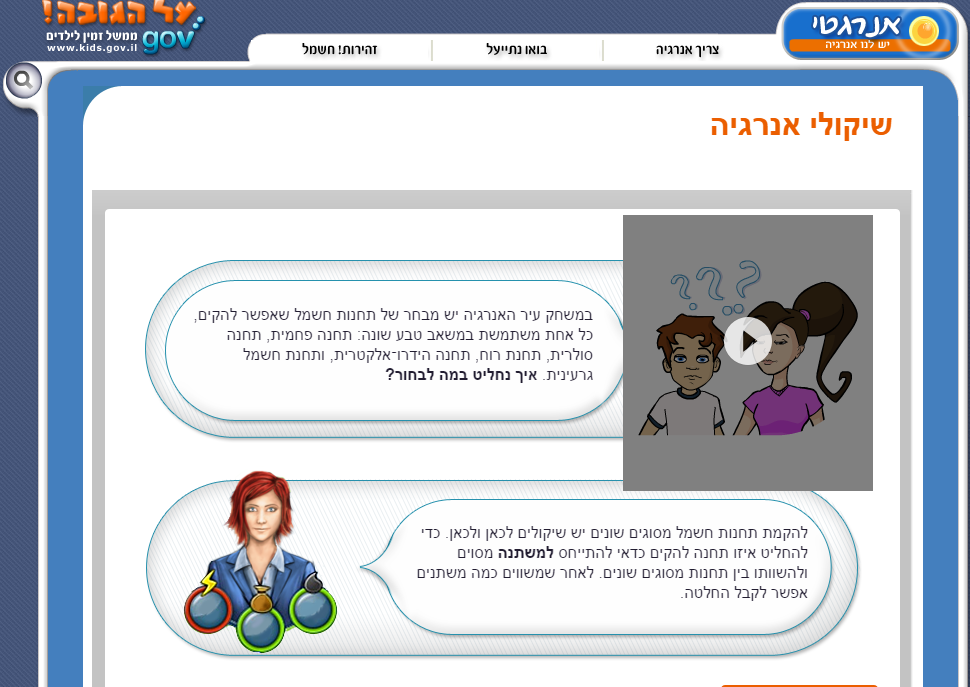 על הגובה!
ממשל זמין לילדים
gov
www.kids.gov.il
אנרגטי
יש לנו אנרגיה
צריך אנרגיה
בואו נתייעל
זהירות! חשמל
שיקולי אנרגיה
במשחק עיר האנרגיה יש מבחר של תחנות חשמל שאפשר להקים,
כל אחת משתמשת במשאב טבע שונה: תחנה פחמית, תחנה
סולרית, תחנת רוח, תחנה הידרו־אלקטרית, ותחנת חשמל
גרעינית. איך נחליט במה לבחור?
???
להקמת תחנות חשמל מסוגים שונים יש שיקולים לכאן ולכאן. כדי
להחליט איזו תחנה להקים כדאי להתייחס למשתנה מסוים
ולהשוותו בין תחנות מסוגים שונים. לאחר שמשווים כמה משתנים
אפשר לקבל החלטה.